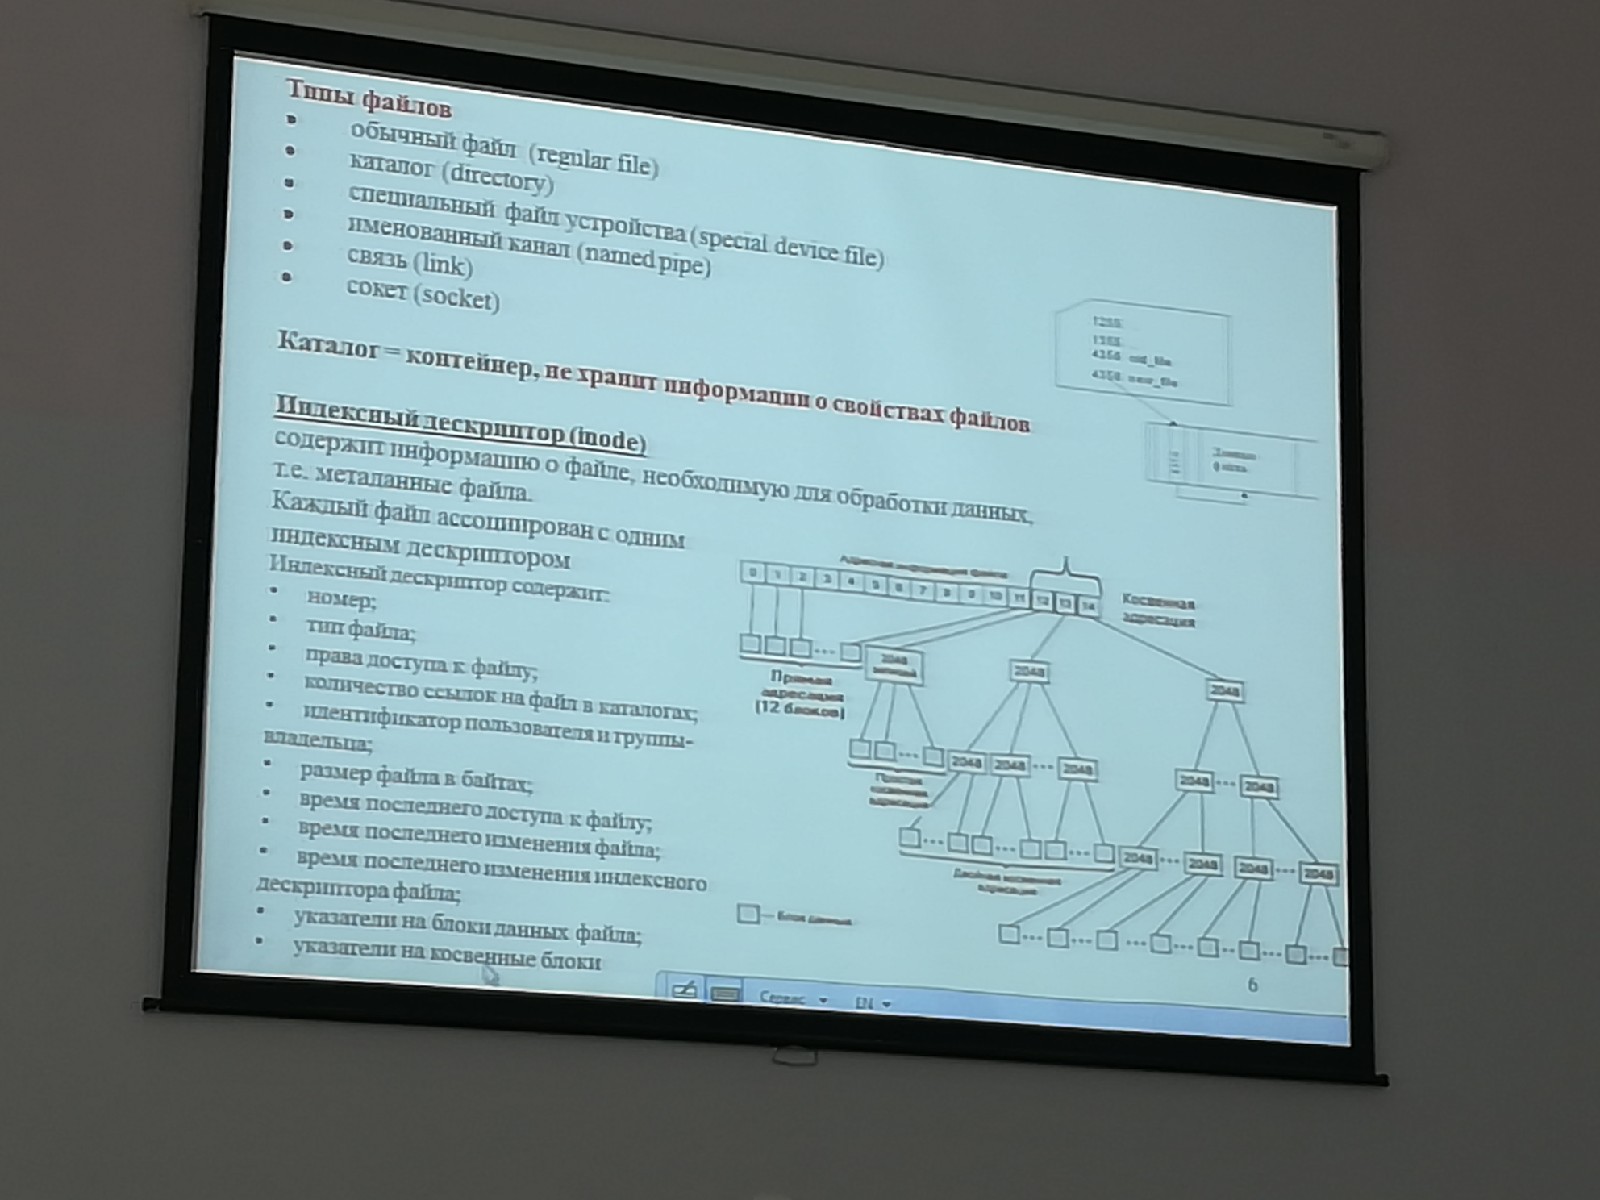 Типы файлов
• обычный файл (regular file)
• каталог (directory)
• специальный файл устройства (special device file)
• именованный канал (named pipe)
• связь (link)
• сокет (socket)
Каталог = контейнер, не хранит информации о свойствах файлов
Индексный дескриптор (inode)
содержит информацию о файле, необходимую для обработки данных,
т.е. метаданные файла.
Каждый файл ассоциирован с одним
индексным дескриптором
Индексный дескриптор содержит:
• номер;
• тип файла;
• права доступа к файлу;
• количество ссылок на файл в каталогах;
• идентификатор пользователя и группы-
владельца;
• размер файла в байтах;
• время последнего доступа к файлу;
• время последнего изменения файла;
• время последнего изменения индексного
дескриптора файла;
• указатели на блоки данных файла;
• указатели на косвенные блоки
4356 old_file
4356 new_file
Данные
файла
Адресная информация файла
0 1 2 3 4 5 6 7 8 9 10 11 12 13 14
Косвенная
адресация
2048
2048
2048
Прямая
адресация
(12 блоков)
2048 2048 ... 2048
2048 ... 2048
Простая
косвенная
адресация
2048 ... 2048 2048 ... 2048
Двойная косвенная
адресация
— Блок данных
6
Сервис
EN